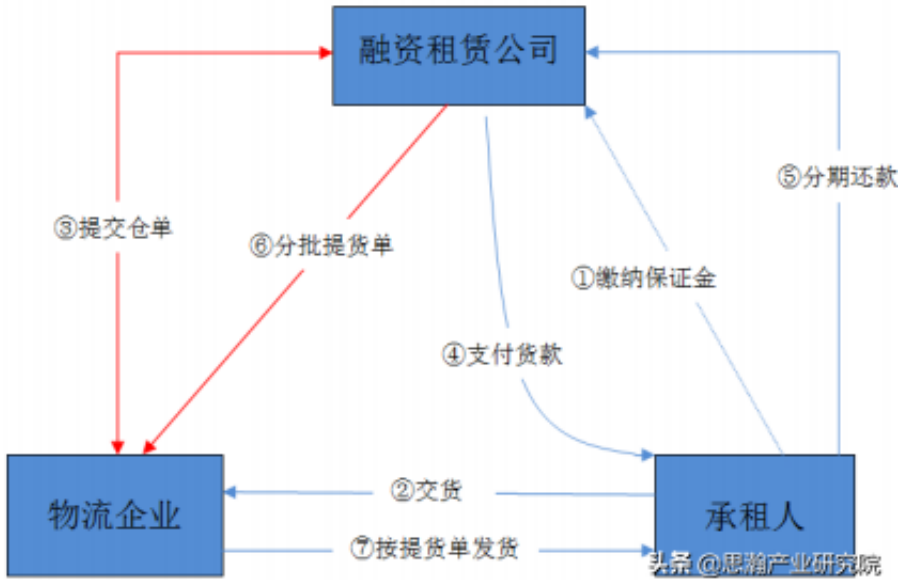 融资租赁公司
⑤分期还款
③提交仓单
⑥分批提货单
①缴纳保证金
④支付货款
物流企业
②交货
承租人
⑦按提货单发货
头条 @思瀚产业研究院